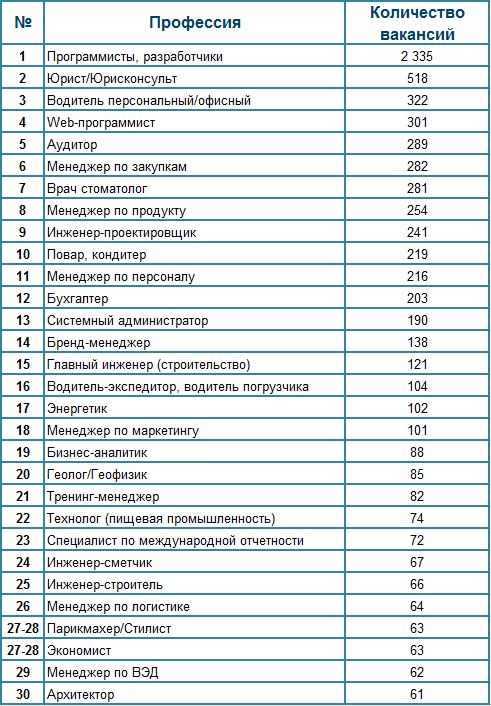 № Профессия Количество вакансий
1 Программисты, разработчики 2 335
2 Юрист/Юрисконсульт 518
3 Водитель персональный/офисный 322
4 Web-программист 301
5 Аудитор 289
6 Менеджер по закупкам 282
7 Врач стоматолог 281
8 Менеджер по продукту 254
9 Инженер-проектировщик 241
10 Повар, кондитер 219
11 Менеджер по персоналу 216
12 Бухгалтер 203
13 Системный администратор 190
14 Бренд-менеджер 138
15 Главный инженер (строительство) 121
16 Водитель-экспедитор, водитель погрузчика 104
17 Энергетик 102
18 Менеджер по маркетингу 101
19 Бизнес-аналитик 88
20 Геолог/Геофизик 85
21 Тренинг-менеджер 82
22 Технолог (пищевая промышленность) 74
23 Специалист по международной отчетности 72
24 Инженер-сметчик 67
25 Инженер-строитель 66
26 Менеджер по логистике 64
27-28 Парикмахер/Стилист 63
27-28 Экономист 63
29 Менеджер по ВЭД 62
30 Архитектор 61